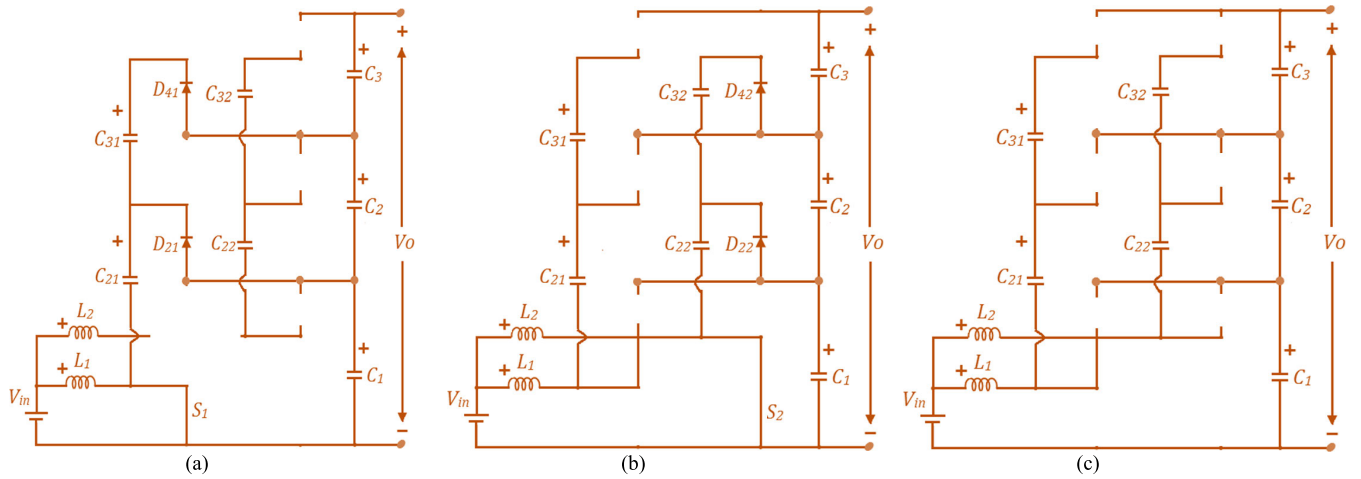 +
+
C3
D41
C32
+
C31
+
C2
Vo
+
D21
C22
C21
L2
+
L1
+
+
C1
Vin
S1
−
(a)
+
+
C3
C32
D42
+
C31
+
C2
Vo
+
C22
D22
C21
L2
+
L1
+
+
C1
Vin
S2
−
(b)
+
+
C3
C32
+
C31
+
C2
Vo
+
C22
C21
L2
+
L1
+
+
C1
Vin
−
(c)